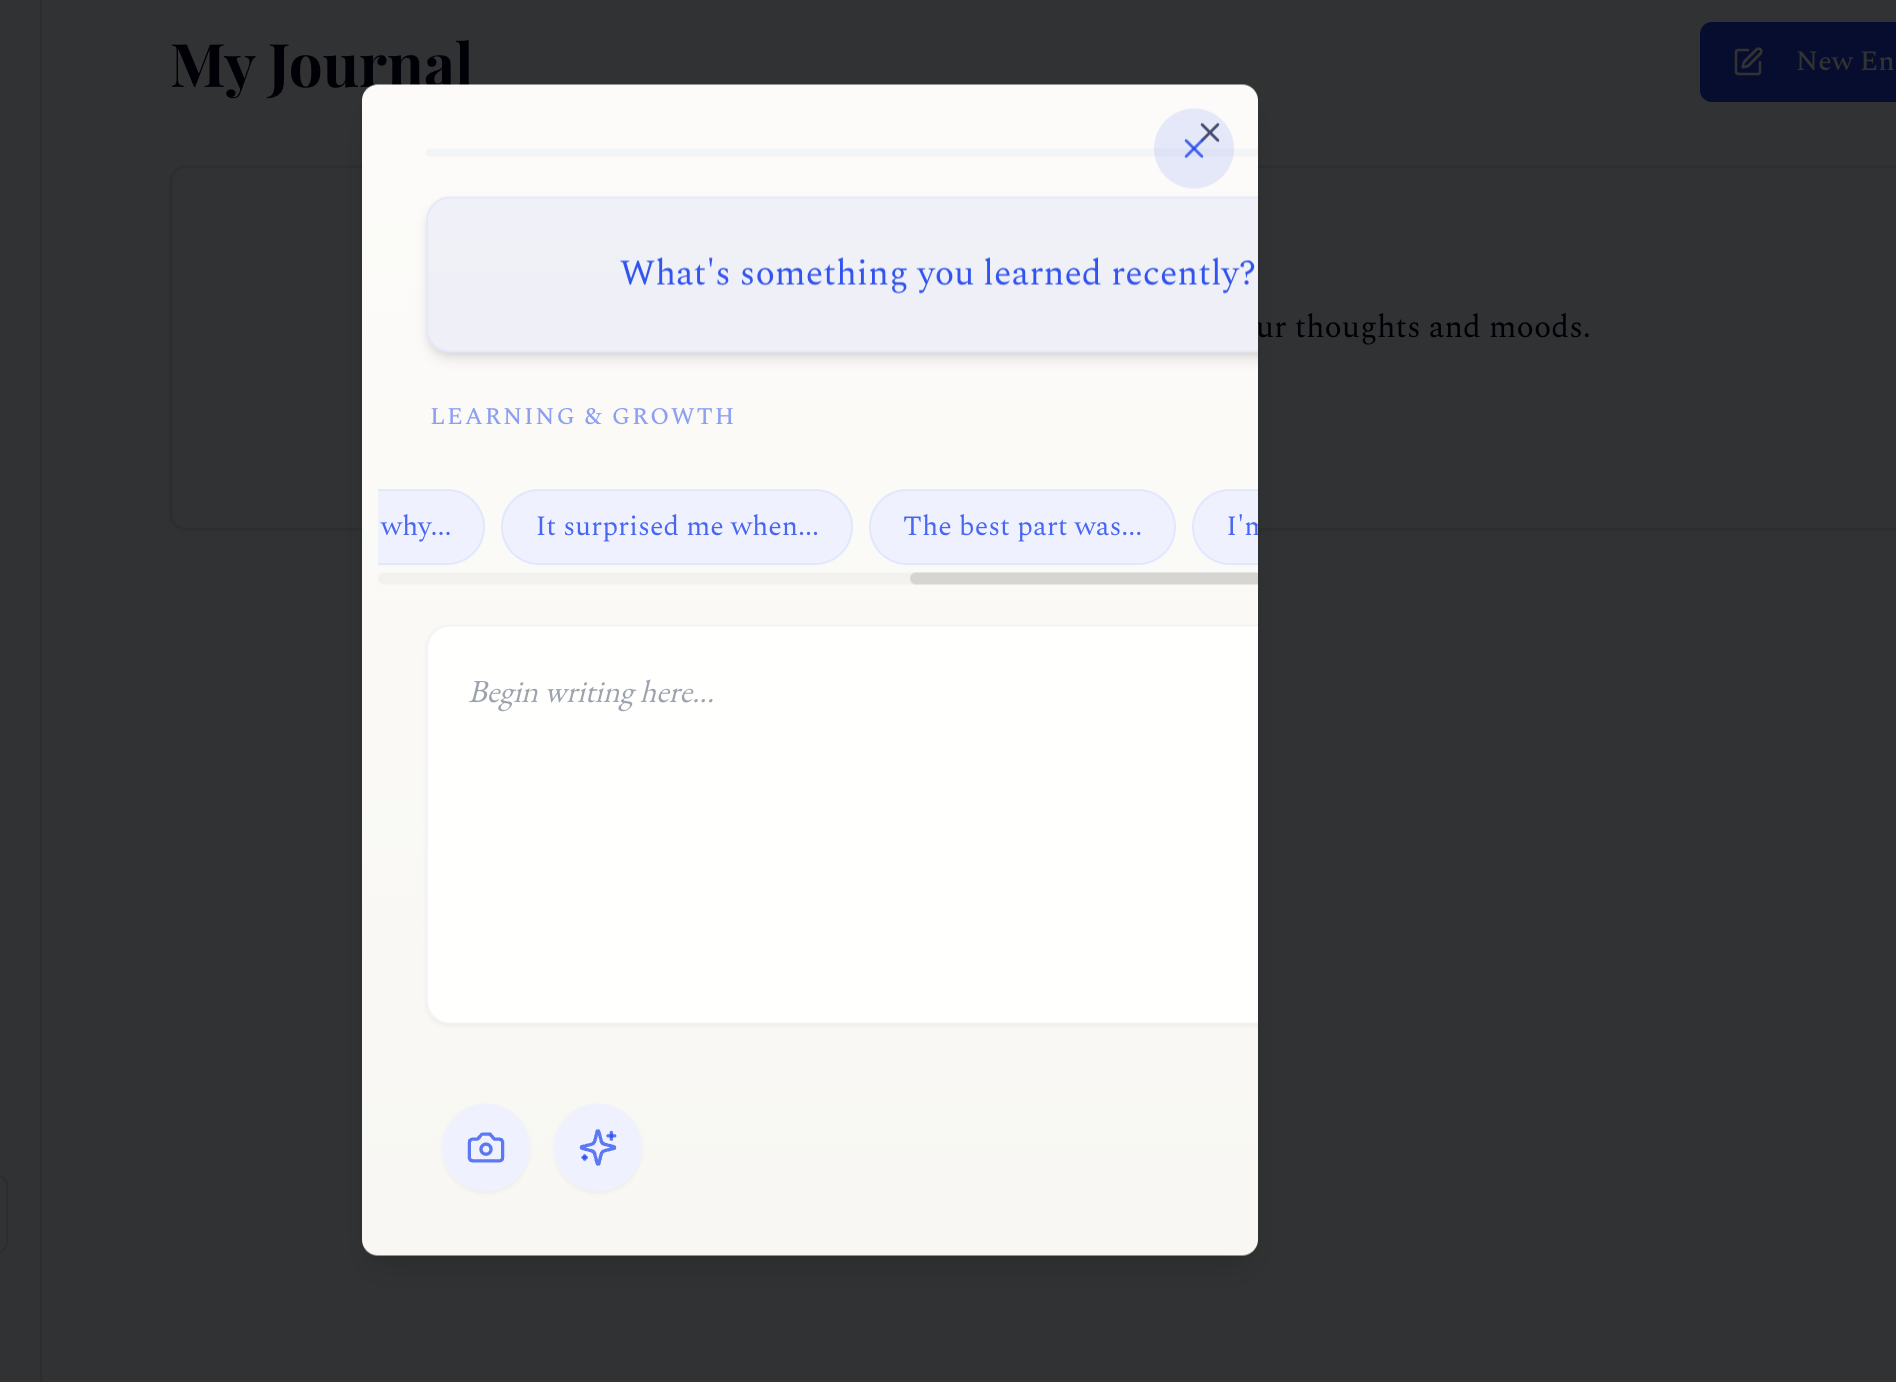 My Journal
New En
What's something you learned recently?
ur thoughts and moods.
LEARNING & GROWTH
why...
It surprised me when...
The best part was...
I'm
Begin writing here...